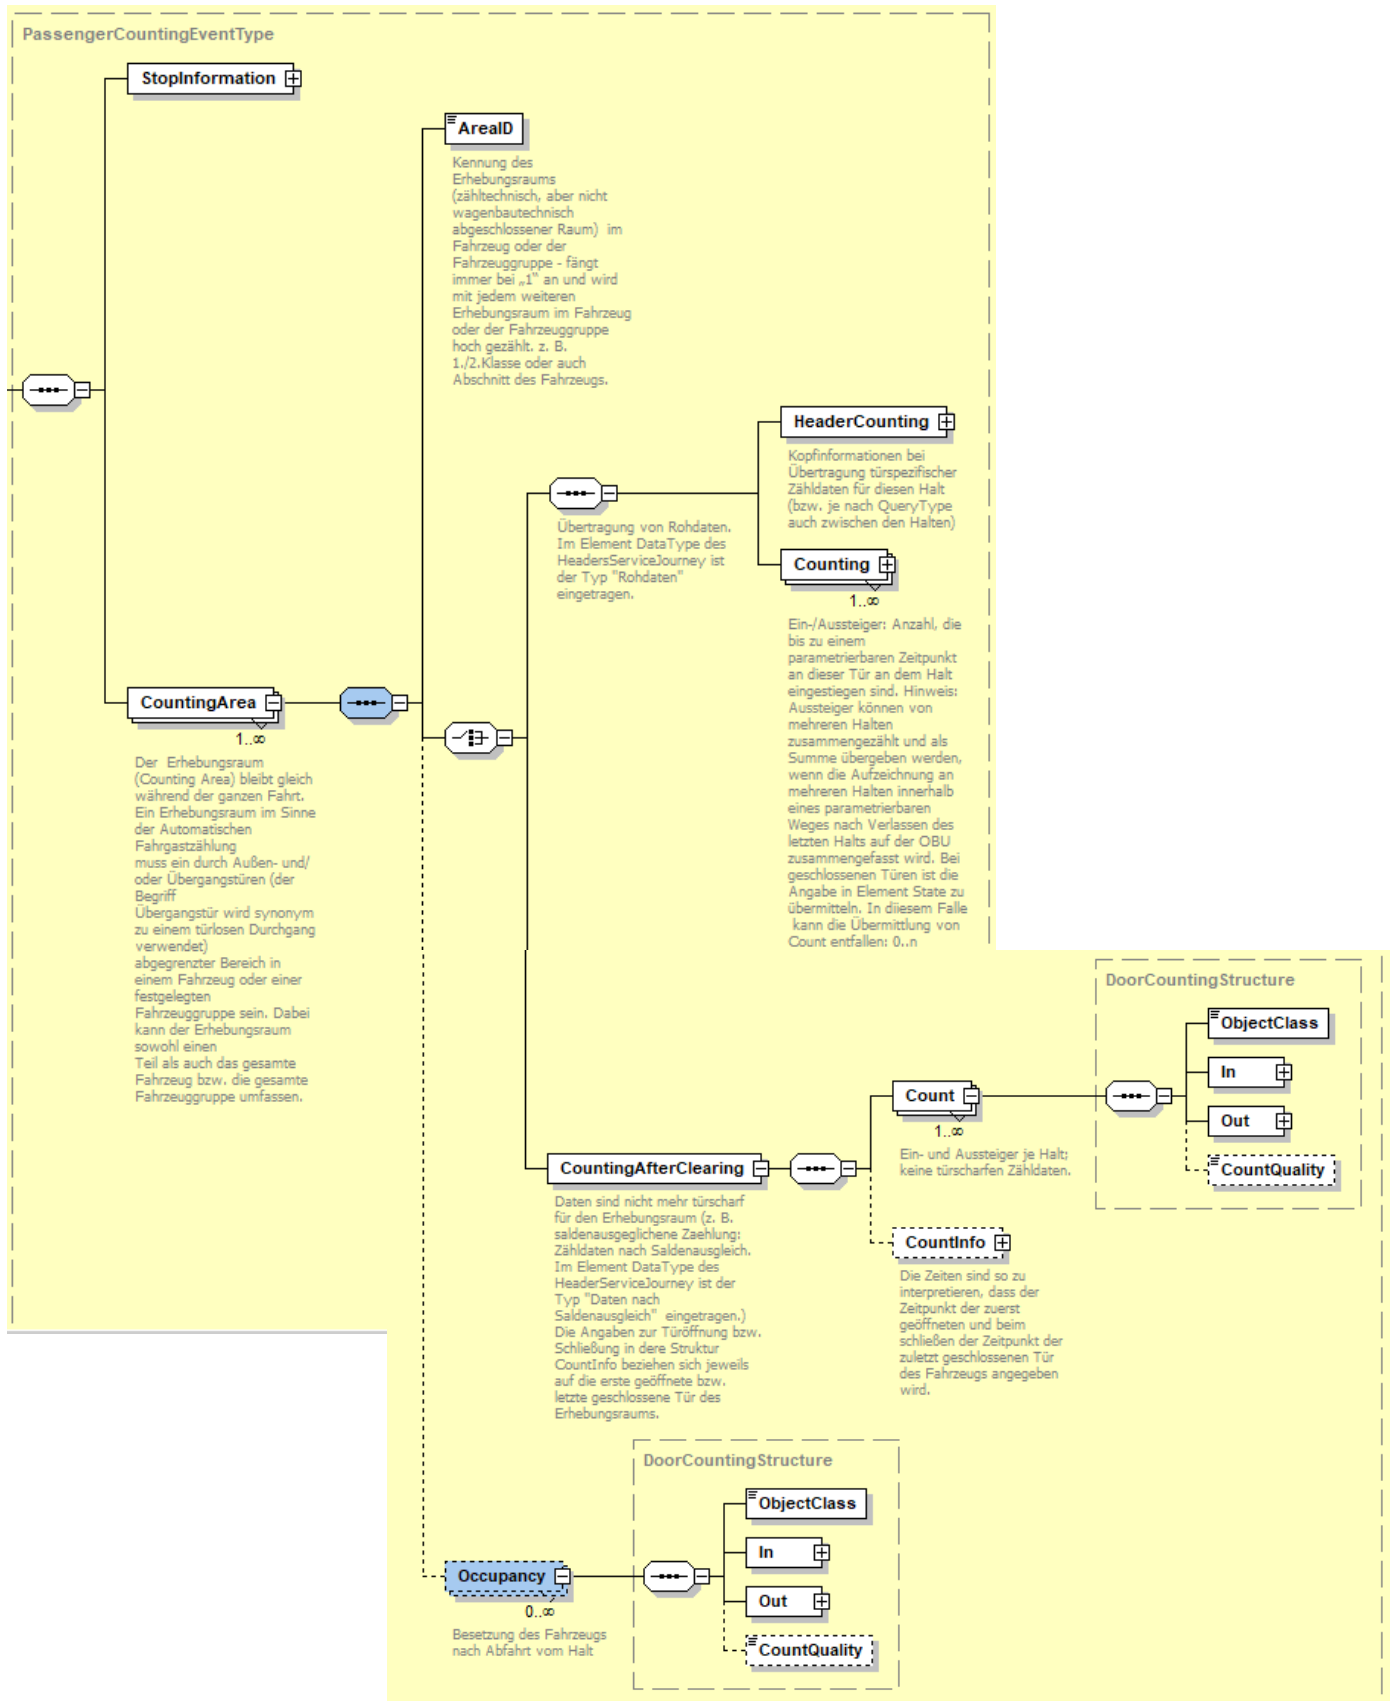 PassengerCountingEventType
StopInformation
AreaID
Kennung des
Erhebungsraums
(zähltechnisch, aber nicht
wagenbautechnisch
abgeschlossener Raum)  im
Fahrzeug oder der
Fahrzeuggruppe - fängt
immer bei „1“ an und wird
mit jedem weiteren
Erhebungsraum im Fahrzeug
oder der Fahrzeuggruppe
hoch gezählt. z. B.
1./2.Klasse oder auch
Abschnitt des Fahrzeugs.
HeaderCounting
Kopfinformationen bei
Übertragung türspezifischer
Zähldaten für diesen Halt
(bzw. je nach QueryType
auch zwischen den Halten)
Übertragung von Rohdaten.
Im Element DataType des
HeadersServiceJourney ist
der Typ "Rohdaten"
eingetragen.
Counting
1..∞
Ein-/Aussteiger: Anzahl, die
bis zu einem
parametrierbaren Zeitpunkt
an dieser Tür an dem Halt
eingestiegen sind. Hinweis:
Aussteiger können von
mehreren Halten
zusammengezählt und als
Summe übergeben werden,
wenn die Aufzeichnung an
mehreren Halten innerhalb
eines parametrierbaren
Weges nach Verlassen des
letzten Halts auf der OBU
zusammengefasst wird. Bei
geschlossenen Türen ist die
Angabe in Element State zu
übermitteln. In diiesem Falle
kann die Übermittlung von
Count entfallen: 0..n
CountingArea
1..∞
Der  Erhebungsraum
(Counting Area) bleibt gleich
während der ganzen Fahrt.
Ein Erhebungsraum im Sinne
der Automatischen
Fahrgastzählung
muss ein durch Außen- und/
oder Übergangstüren (der
Begriff
Übergangstür wird synonym
zu einem türlosen Durchgang
verwendet)
abgegrenzter Bereich in
einem Fahrzeug oder einer
festgelegten
Fahrzeuggruppe sein. Dabei
kann der Erhebungsraum
sowohl einen
Teil als auch das gesamte
Fahrzeug bzw. die gesamte
Fahrzeuggruppe umfassen.
DoorCountingStructure
ObjectClass
In
Out
CountQuality
Count
1..∞
Ein- und Aussteiger je Halt;
keine türscharfen Zähldaten.
CountingAfterClearing
Daten sind nicht mehr türscharf
für den Erhebungsraum (z. B.
saldenausgeglichene Zaehlung:
Zähldaten nach Saldenausgleich.
Im Element DataType des
HeaderServiceJourney ist der
Typ "Daten nach
Saldenausgleich"  eingetragen.)
Die Angaben zur Türöffnung bzw.
Schließung in dere Struktur
CountInfo beziehen sich jeweils
auf die erste geöffnete bzw.
letzte geschlossene Tür des
Erhebungsraums.
CountInfo
Die Zeiten sind so zu
interpretieren, dass der
Zeitpunkt der zuerst
geöffneten und beim
schließen der Zeitpunkt der
zuletzt geschlossenen Tür
des Fahrzeugs angegeben
wird.
DoorCountingStructure
ObjectClass
In
Out
CountQuality
Occupancy
0..∞
Besetzung des Fahrzeugs
nach Abfahrt vom Halt